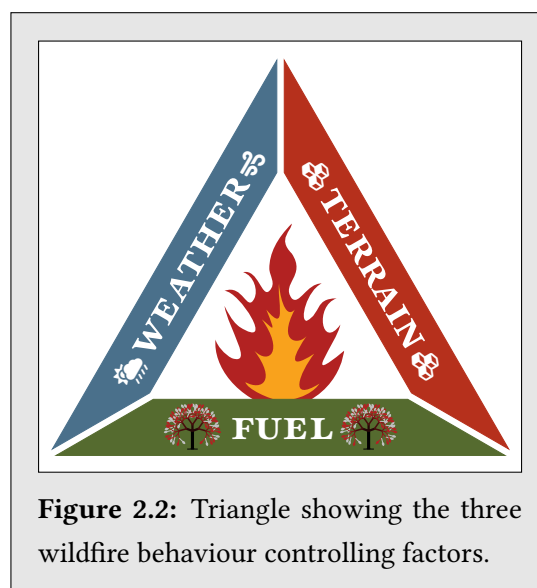 WEATHER
TERRAIN
FUEL
Figure 2.2: Triangle showing the three
wildfire behaviour controlling factors.